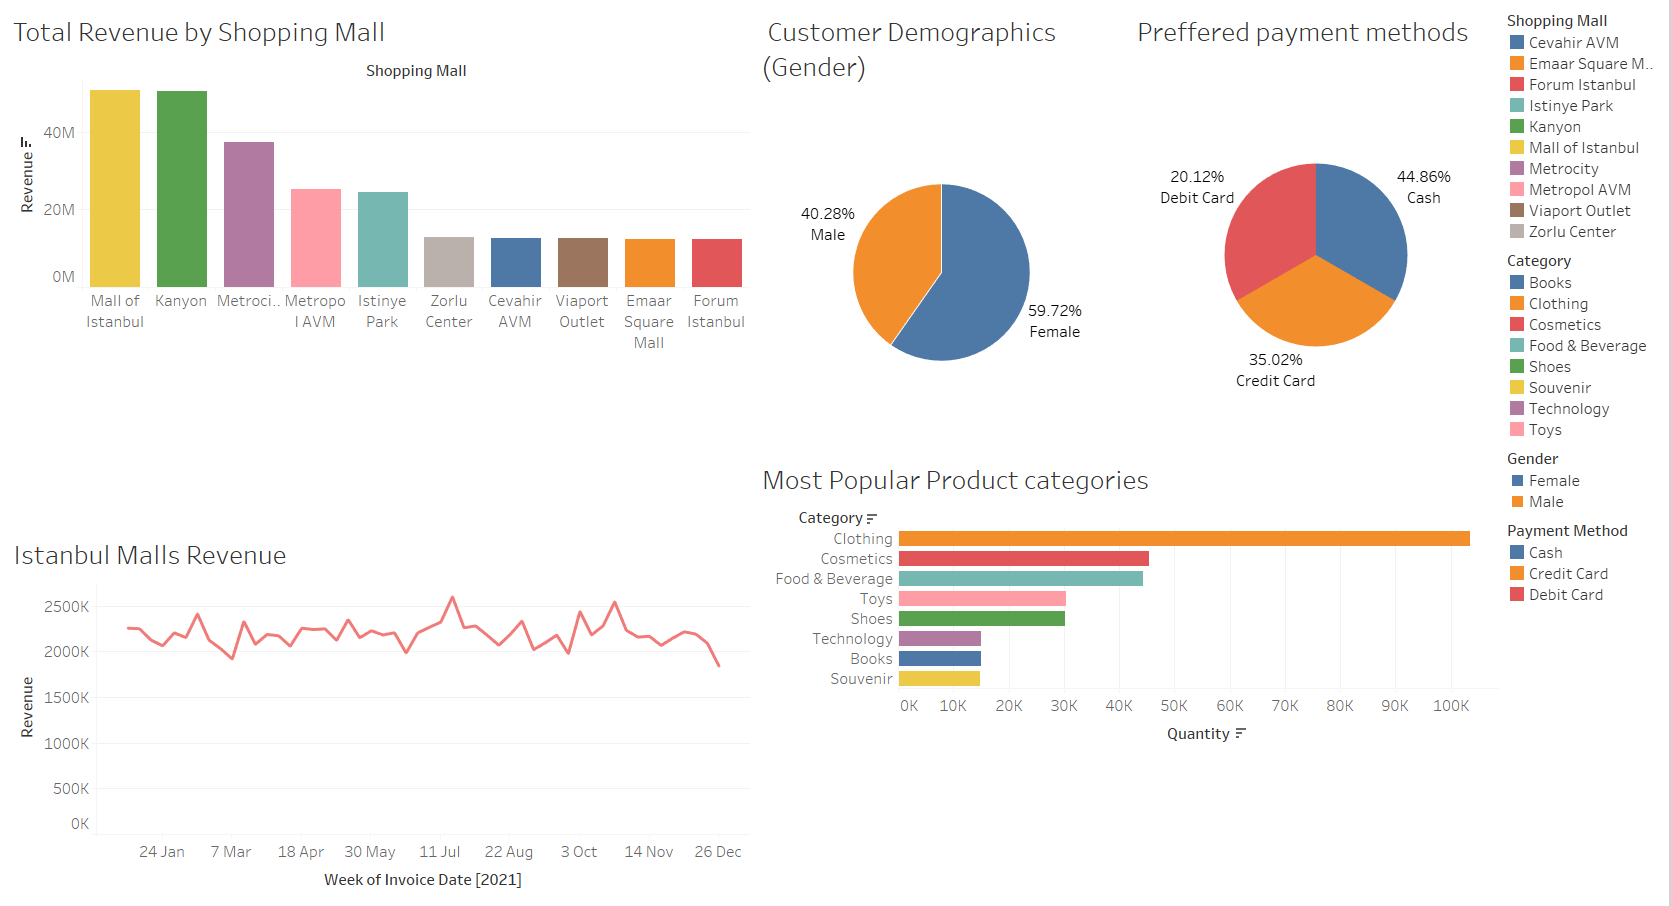 Total Revenue by Shopping Mall
Shopping Mall
Revenue
40M
20M
0M
Mall of
Istanbul
Kanyon
Metroci..
Metropo
l AVM
Istinye
Park
Zorlu
Center
Cevahir
AVM
Viaport
Outlet
Emaar
Square
Mall
Forum
Istanbul
Customer Demographics
(Gender)
40.28%
Male
59.72%
Female
Preffered payment methods
20.12%
Debit Card
44.86%
Cash
35.02%
Credit Card
Istanbul Malls Revenue
Revenue
2500K
2000K
1500K
1000K
500K
0K
24 Jan
7 Mar
18 Apr
30 May
11 Jul
22 Aug
3 Oct
14 Nov
26 Dec
Week of Invoice Date [2021]
Most Popular Product categories
Category
Clothing
Cosmetics
Food & Beverage
Toys
Shoes
Technology
Books
Souvenir
0K
10K
20K
30K
40K
50K
60K
70K
80K
90K
100K
Quantity
Shopping Mall
Cevahir AVM
Emaar Square M..
Forum Istanbul
Istinye Park
Kanyon
Mall of Istanbul
Metrocity
Metropol AVM
Viaport Outlet
Zorlu Center
Category
Books
Clothing
Cosmetics
Food & Beverage
Shoes
Souvenir
Technology
Toys
Gender
Female
Male
Payment Method
Cash
Credit Card
Debit Card